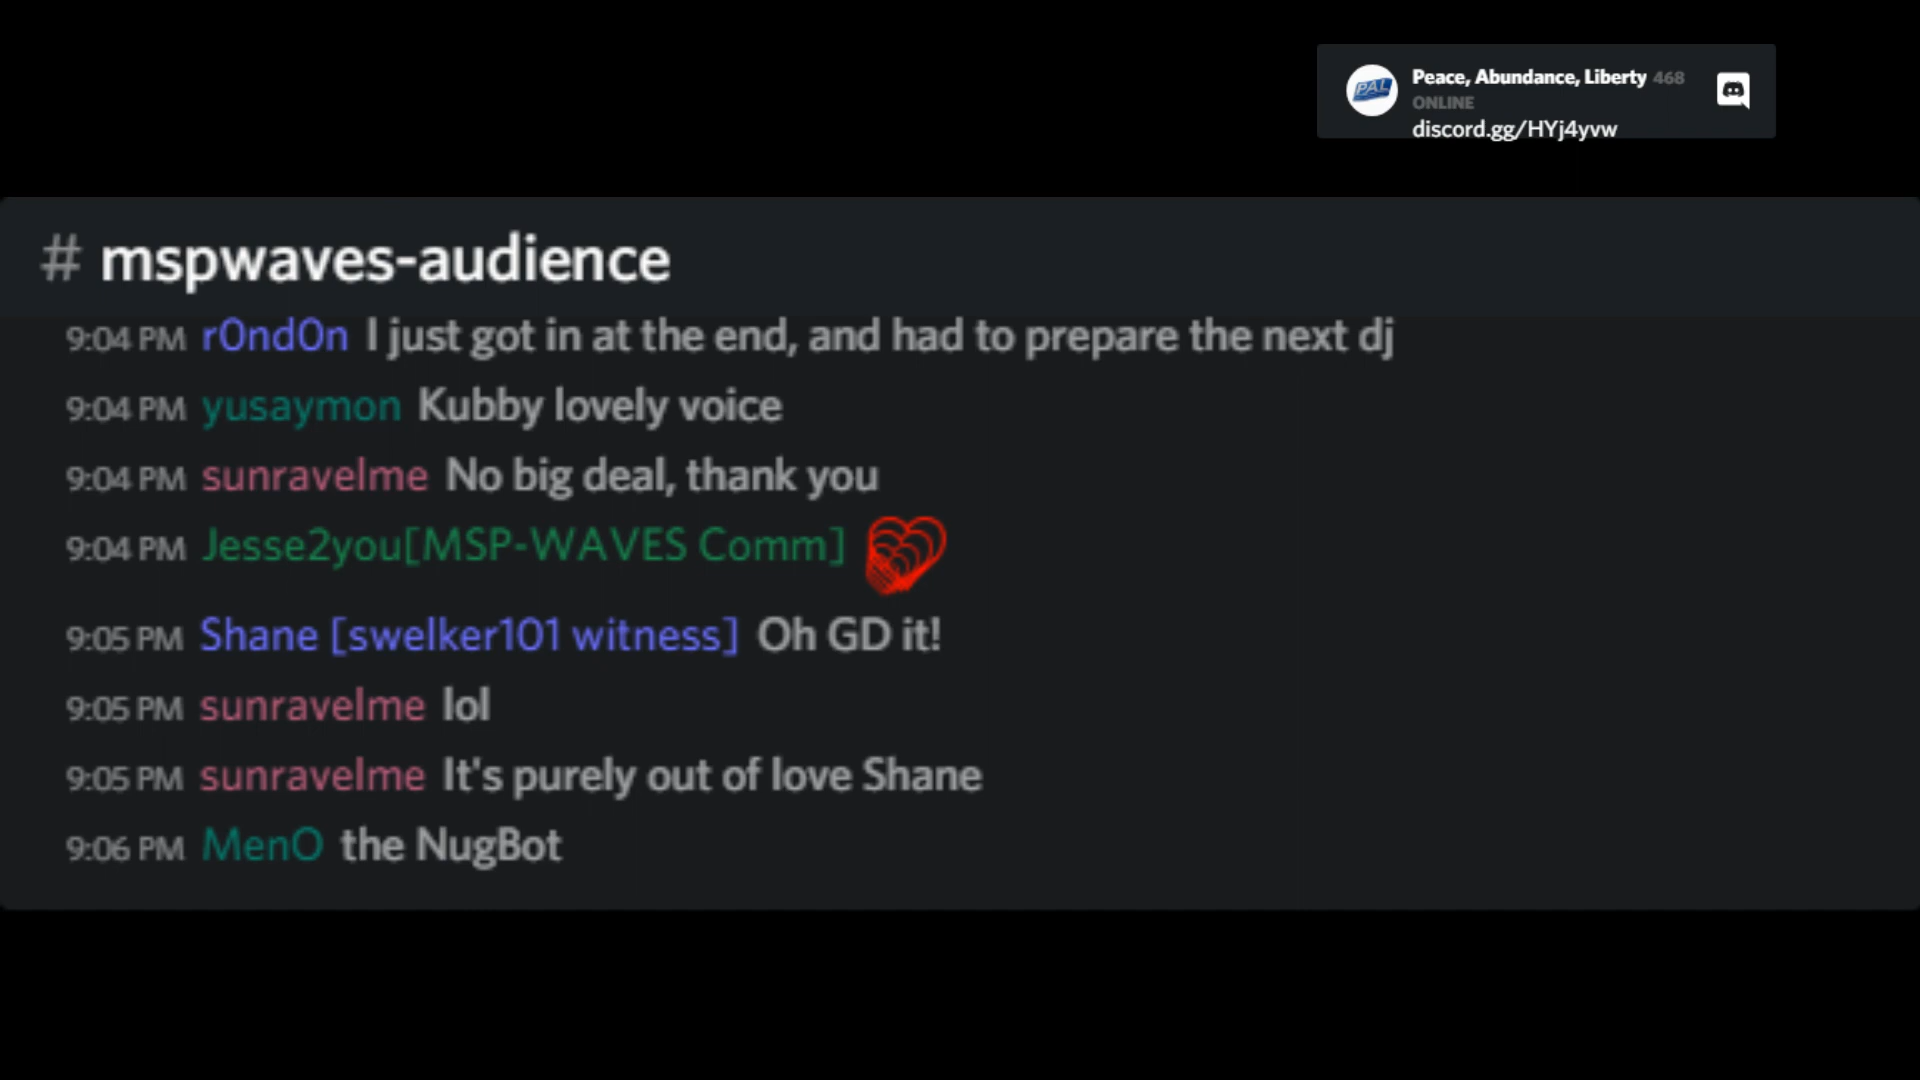 PAL
Peace, Abundance, Liberty 468
ONLINE
discord.gg/HYj4yvw
# mspwaves-audience
9:04 PM r0nd0n I just got in at the end, and had to prepare the next dj
9:04 PM yusaymon Kubby lovely voice
9:04 PM sunravelme No big deal, thank you
9:04 PM Jesse2you[MSP-WAVES Comm]
9:05 PM Shane [swelker101 witness] Oh GD it!
9:05 PM sunravelme lol
9:05 PM sunravelme It's purely out of love Shane
9:06 PM MenO the NugBot